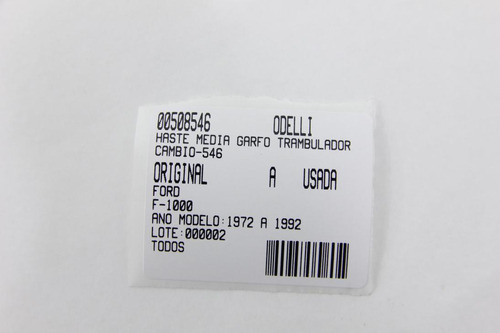 00508546 ODELLI
HASTE MEDIA GARFO TRAMBULADOR
CAMBIO-546
ORIGINAL A USADA
FORD
F-1000
ANO MODELO:1972 A 1992
LOTE:000002
TODOS